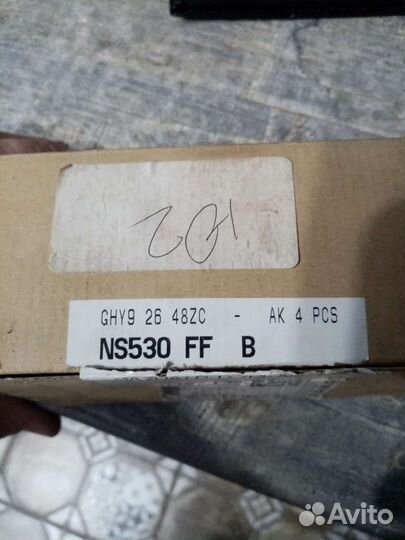 GHY9 26 48ZC - AK 4 PCS
NS530 FF B
Avito